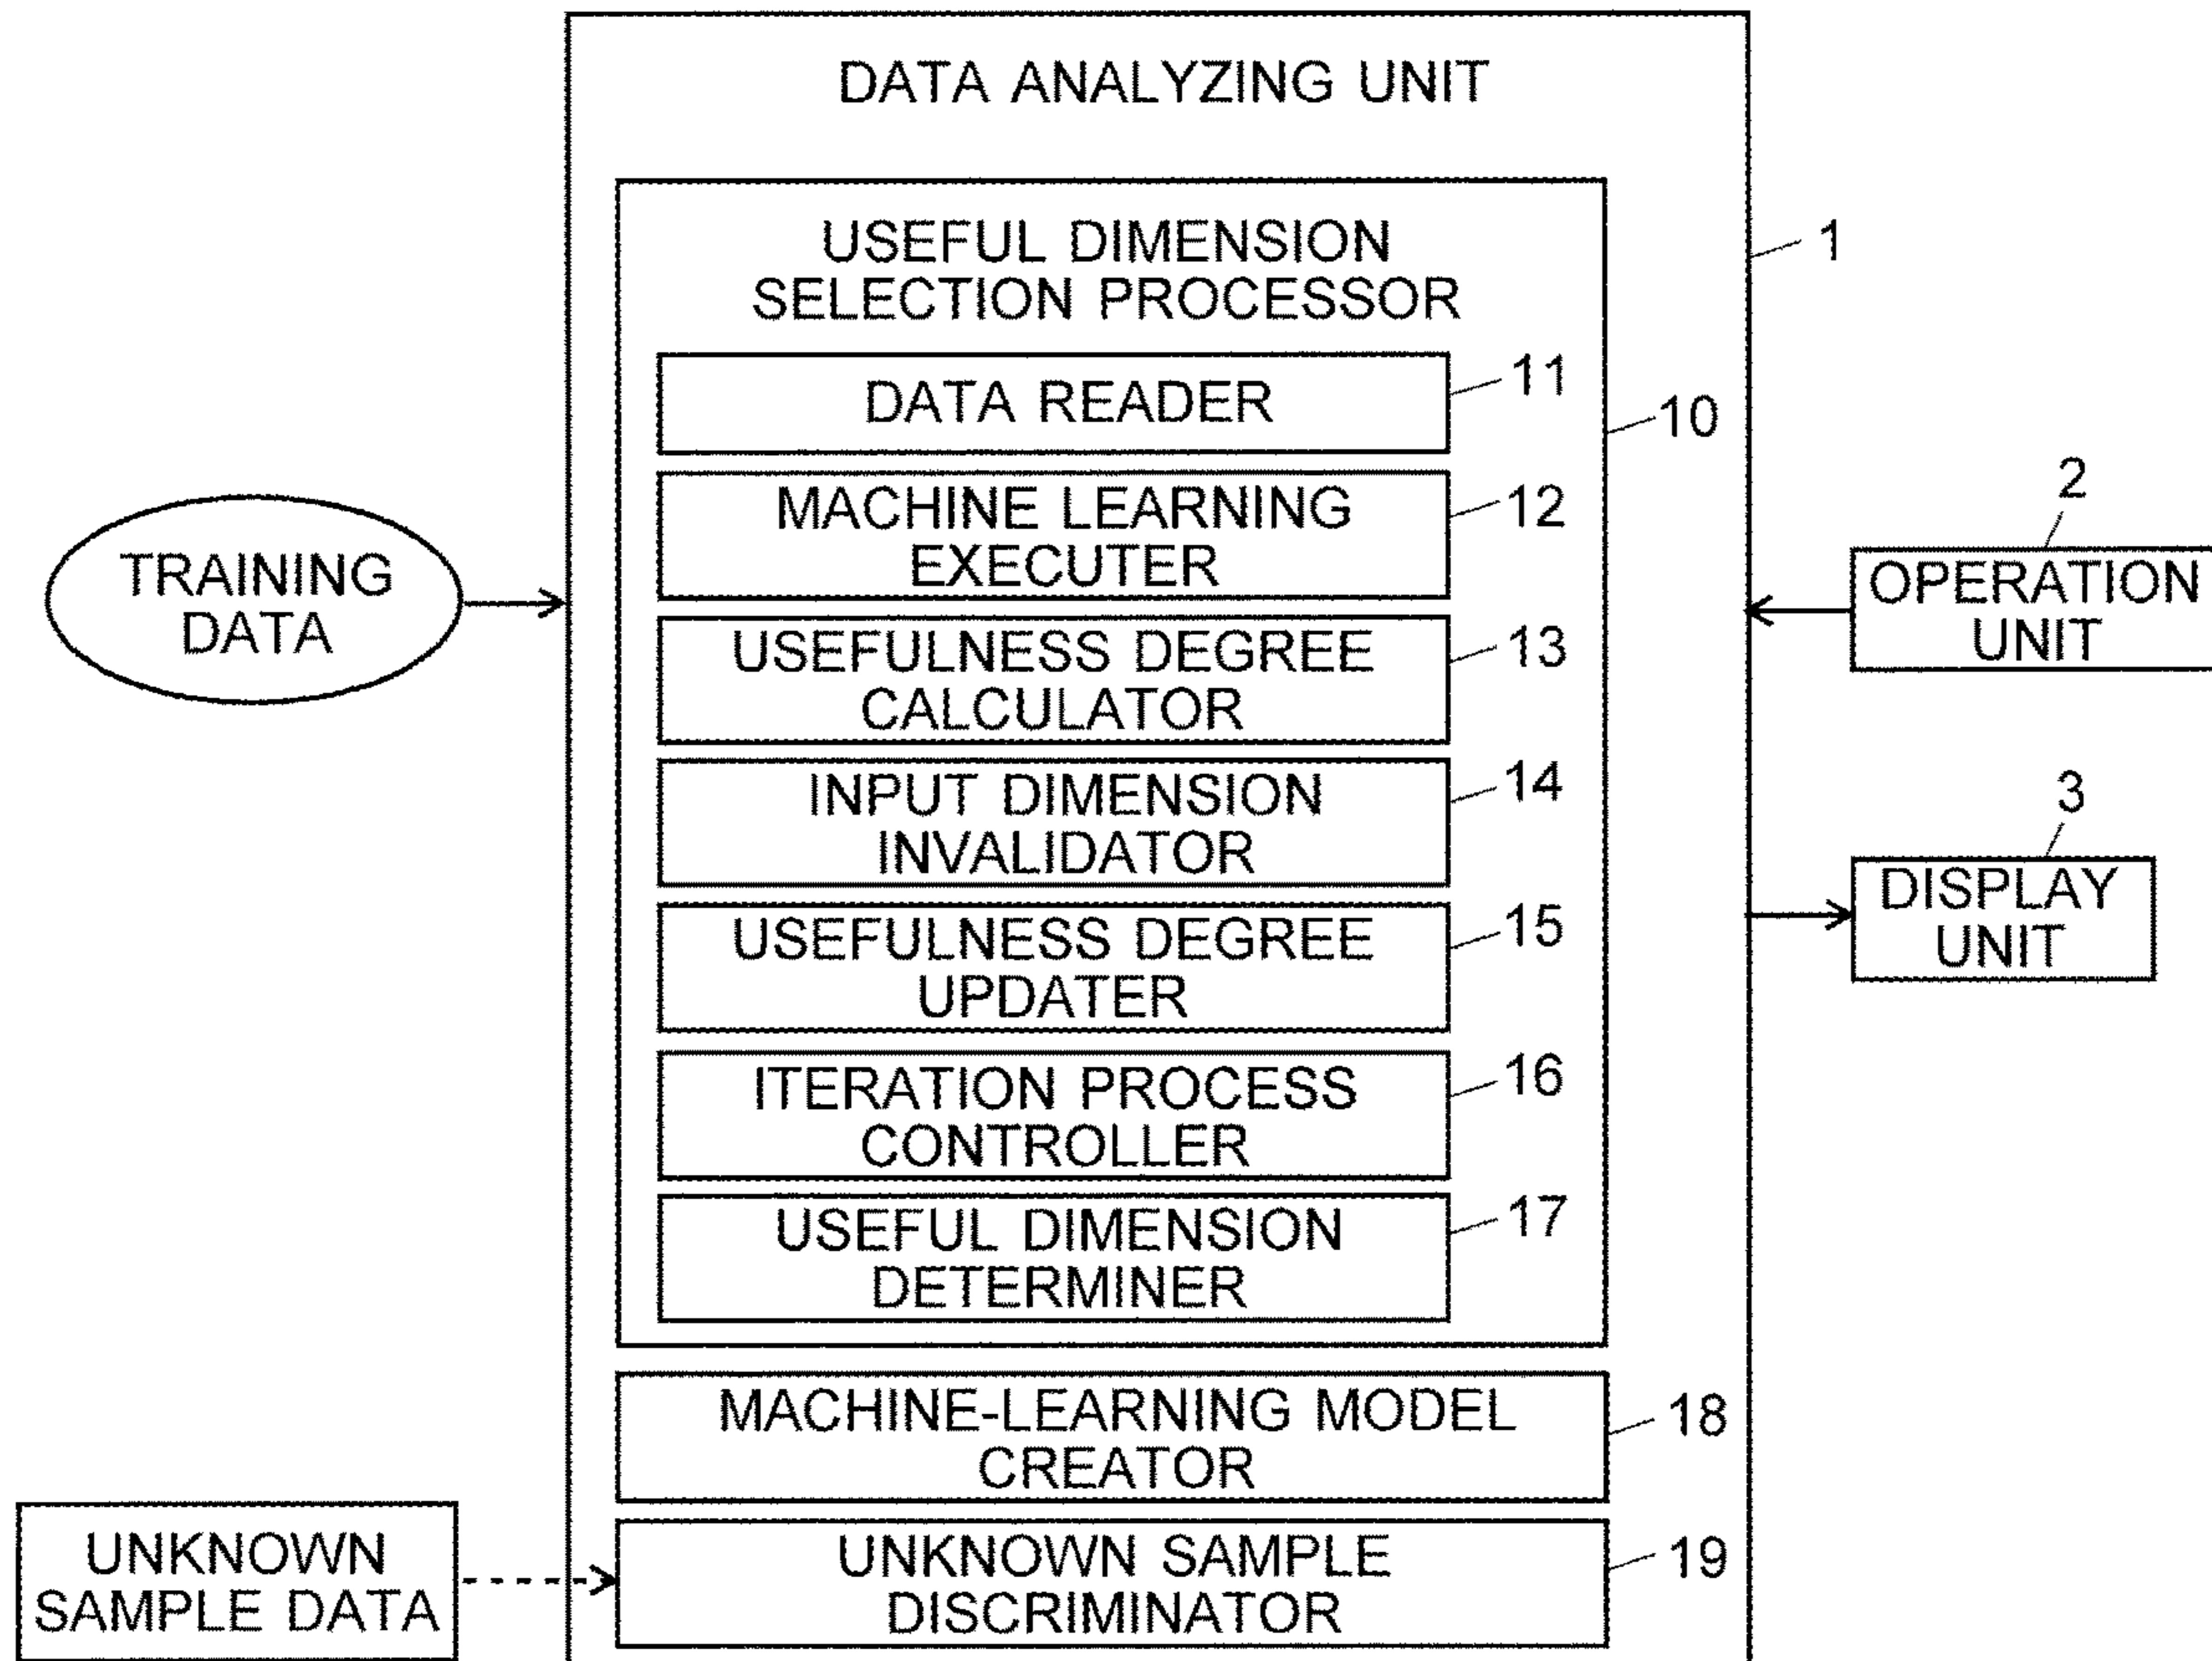 DATA ANALYZING UNIT
USEFUL DIMENSION
SELECTION PROCESSOR
1
DATA READER
11
10
MACHINE LEARNING
EXECUTER
12
USEFULNESS DEGREE
CALCULATOR
13
INPUT DIMENSION
INVALIDATOR
14
USEFULNESS DEGREE
UPDATER
15
ITERATION PROCESS
CONTROLLER
16
USEFUL DIMENSION
DETERMINER
17
MACHINE-LEARNING MODEL
CREATOR
18
UNKNOWN SAMPLE
DISCRIMINATOR
19
TRAINING
DATA
UNKNOWN
SAMPLE DATA
2
OPERATION
UNIT
3
DISPLAY
UNIT